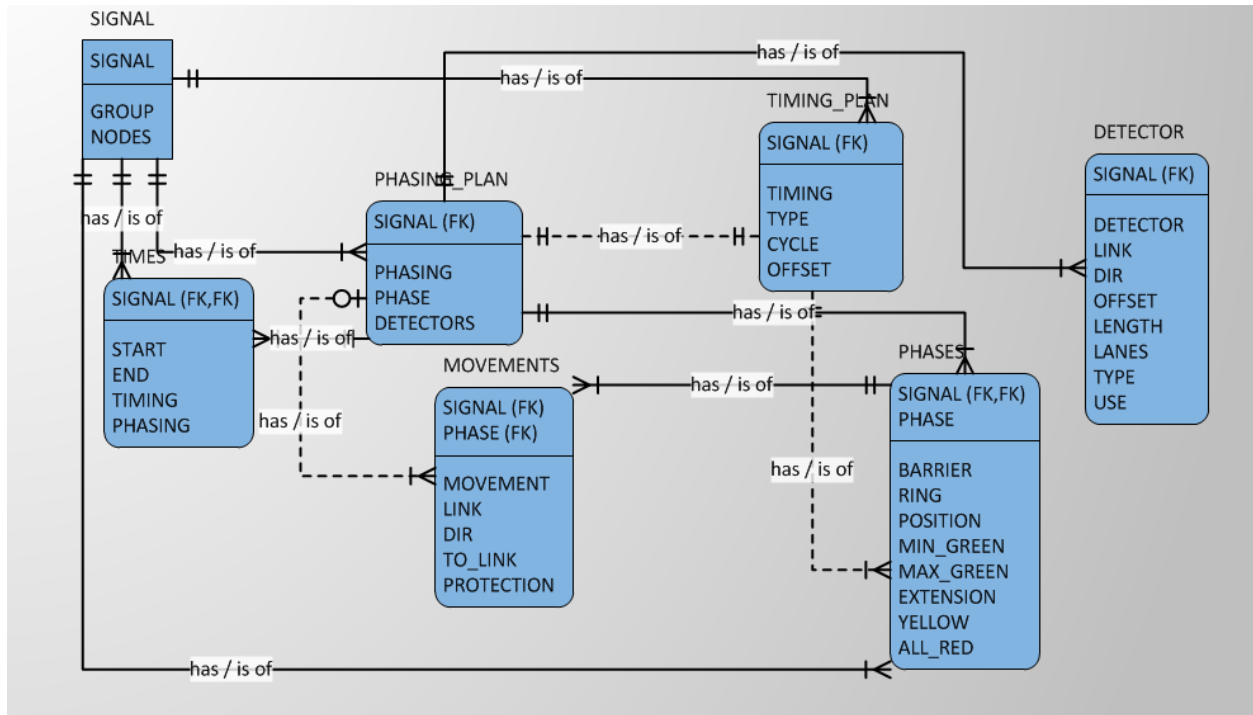 SIGNAL
SIGNAL
GROUP
NODES
has / is of
has / is of
TIMING_PLAN
SIGNAL (FK)
TIMING
TYPE
CYCLE
OFFSET
DETECTOR
SIGNAL (FK)
DETECTOR
LINK
DIR
OFFSET
LENGTH
LANES
TYPE
USE
PHASING_PLAN
SIGNAL (FK)
PHASING
PHASE
DETECTORS
has / is of
has / is of
has / is of
TIMES
SIGNAL (FK,FK)
START
END
TIMING
PHASING
has / is of
has / is of
has / is of
MOVEMENTS
SIGNAL (FK)
PHASE (FK)
MOVEMENT
LINK
DIR
TO_LINK
PROTECTION
has / is of
has / is of
PHASES
SIGNAL (FK,FK)
PHASE
BARRIER
RING
POSITION
MIN_GREEN
MAX_GREEN
EXTENSION
YELLOW
ALL_RED
has / is of